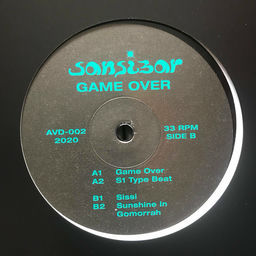 sansibar
GAME OVER
AVD-002
2020
33 RPM
SIDE B
A1 Game Over
A2 S1 Type Beat
B1 Sissi
B2 Sunshine In
Gomorrah